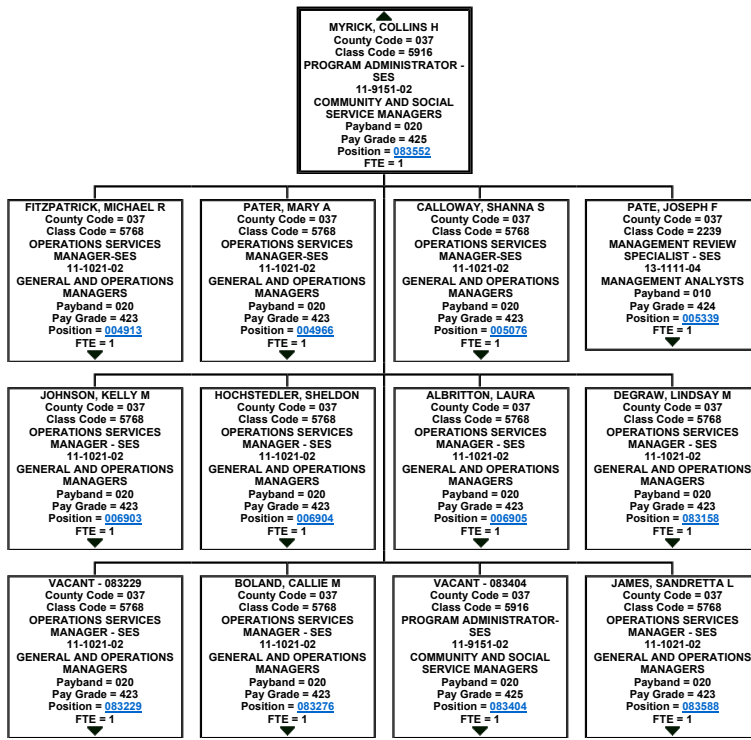 MYRICK, COLLINS H
County Code = 037
Class Code = 5916
PROGRAM ADMINISTRATOR -
SES
11-9151-02
COMMUNITY AND SOCIAL
SERVICE MANAGERS
Payband = 020
Pay Grade = 425
Position = 083552
FTE = 1
FITZPATRICK, MICHAEL R
County Code = 037
Class Code = 5768
OPERATIONS SERVICES
MANAGER-SES
11-1021-02
GENERAL AND OPERATIONS
MANAGERS
Payband = 020
Pay Grade = 423
Position = 004913
FTE = 1
PATER, MARY A
County Code = 037
Class Code = 5768
OPERATIONS SERVICES
MANAGER-SES
11-1021-02
GENERAL AND OPERATIONS
MANAGERS
Payband = 020
Pay Grade = 423
Position = 004966
FTE = 1
CALLOWAY, SHANNA S
County Code = 037
Class Code = 5768
OPERATIONS SERVICES
MANAGER-SES
11-1021-02
GENERAL AND OPERATIONS
MANAGERS
Payband = 020
Pay Grade = 423
Position = 005076
FTE = 1
PATE, JOSEPH F
County Code = 037
Class Code = 2239
MANAGEMENT REVIEW
SPECIALIST - SES
13-1111-04
MANAGEMENT ANALYSTS
Payband = 010
Pay Grade = 424
Position = 005339
FTE = 1
JOHNSON, KELLY M
County Code = 037
Class Code = 5768
OPERATIONS SERVICES
MANAGER - SES
11-1021-02
GENERAL AND OPERATIONS
MANAGERS
Payband = 020
Pay Grade = 423
Position = 006903
FTE = 1
HOCHSTEDLER, SHELDON
County Code = 037
Class Code = 5768
OPERATIONS SERVICES
MANAGER - SES
11-1021-02
GENERAL AND OPERATIONS
MANAGERS
Payband = 020
Pay Grade = 423
Position = 006904
FTE = 1
ALBRITTON, LAURA
County Code = 037
Class Code = 5768
OPERATIONS SERVICES
MANAGER - SES
11-1021-02
GENERAL AND OPERATIONS
MANAGERS
Payband = 020
Pay Grade = 423
Position = 006905
FTE = 1
DEGRAW, LINDSAY M
County Code = 037
Class Code = 5768
OPERATIONS SERVICES
MANAGER - SES
11-1021-02
GENERAL AND OPERATIONS
MANAGERS
Payband = 020
Pay Grade = 423
Position = 083158
FTE = 1
VACANT - 083229
County Code = 037
Class Code = 5768
OPERATIONS SERVICES
MANAGER - SES
11-1021-02
GENERAL AND OPERATIONS
MANAGERS
Payband = 020
Pay Grade = 423
Position = 083229
FTE = 1
BOLAND, CALLIE M
County Code = 037
Class Code = 5768
OPERATIONS SERVICES
MANAGER - SES
11-1021-02
GENERAL AND OPERATIONS
MANAGERS
Payband = 020
Pay Grade = 423
Position = 083276
FTE = 1
VACANT - 083404
County Code = 037
Class Code = 5916
PROGRAM ADMINISTRATOR-
SES
11-9151-02
COMMUNITY AND SOCIAL
SERVICE MANAGERS
Payband = 020
Pay Grade = 425
Position = 083404
FTE = 1
JAMES, SANDRETTA L
County Code = 037
Class Code = 5768
OPERATIONS SERVICES
MANAGER - SES
11-1021-02
GENERAL AND OPERATIONS
MANAGERS
Payband = 020
Pay Grade = 423
Position = 083588
FTE = 1